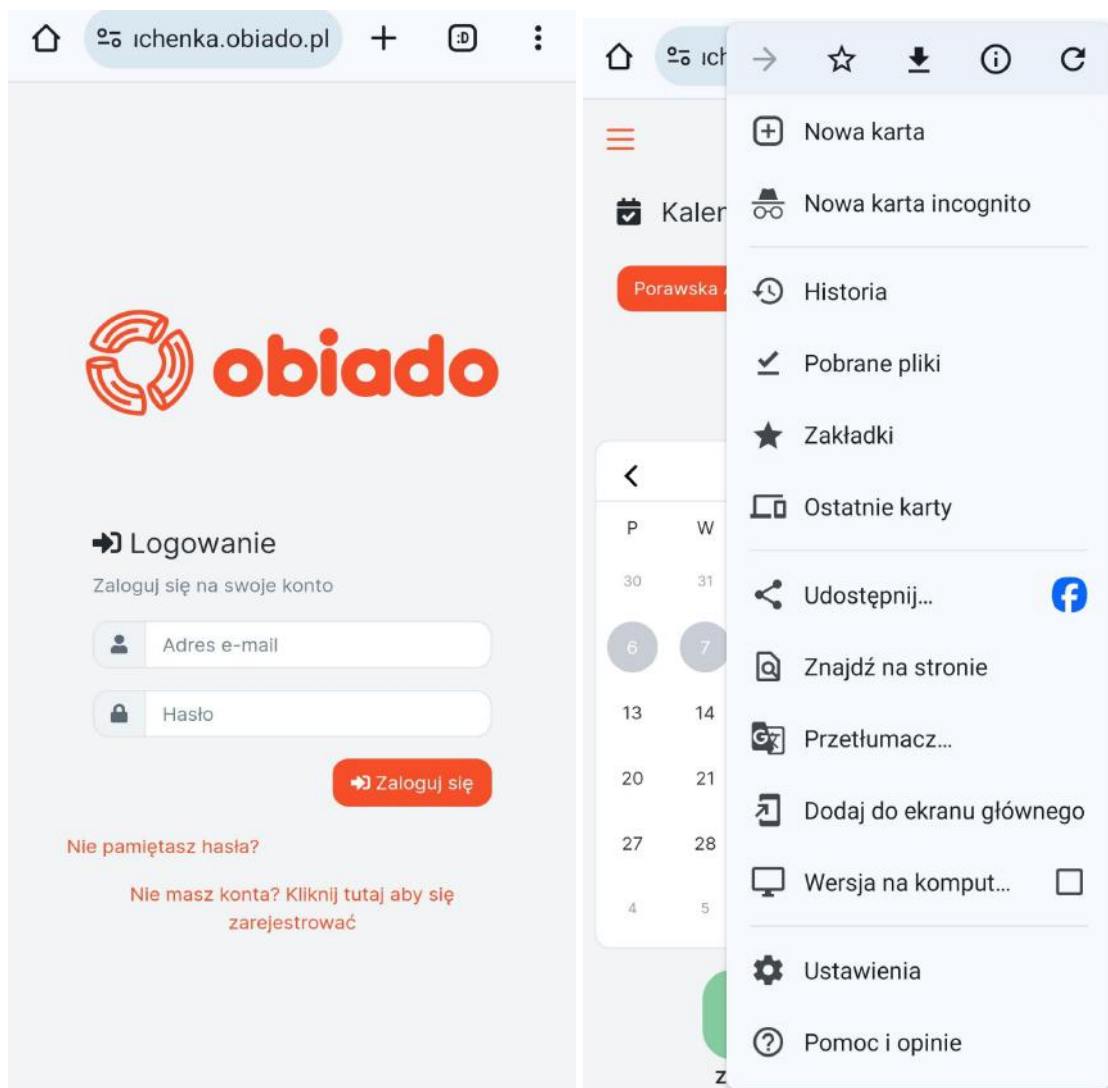 ıchenka.obiado.pl
:D
obiado
Logowanie
Zaloguj się na swoje konto
Adres e-mail
Hasło
Zaloguj się
Nie pamiętasz hasła?
Nie masz konta? Kliknij tutaj aby się
zarejestrować
ıch
Kaler
Porawska
P W
30 31
6 7
13 14
20 21
27 28
4 5
z
Nowa karta
Nowa karta incognito
Historia
Pobrane pliki
Zakładki
Ostatnie karty
Udostępnij...
Znajdź na stronie
Przetłumacz...
Dodaj do ekranu głównego
Wersja na komput...
Ustawienia
Pomoc i opinie